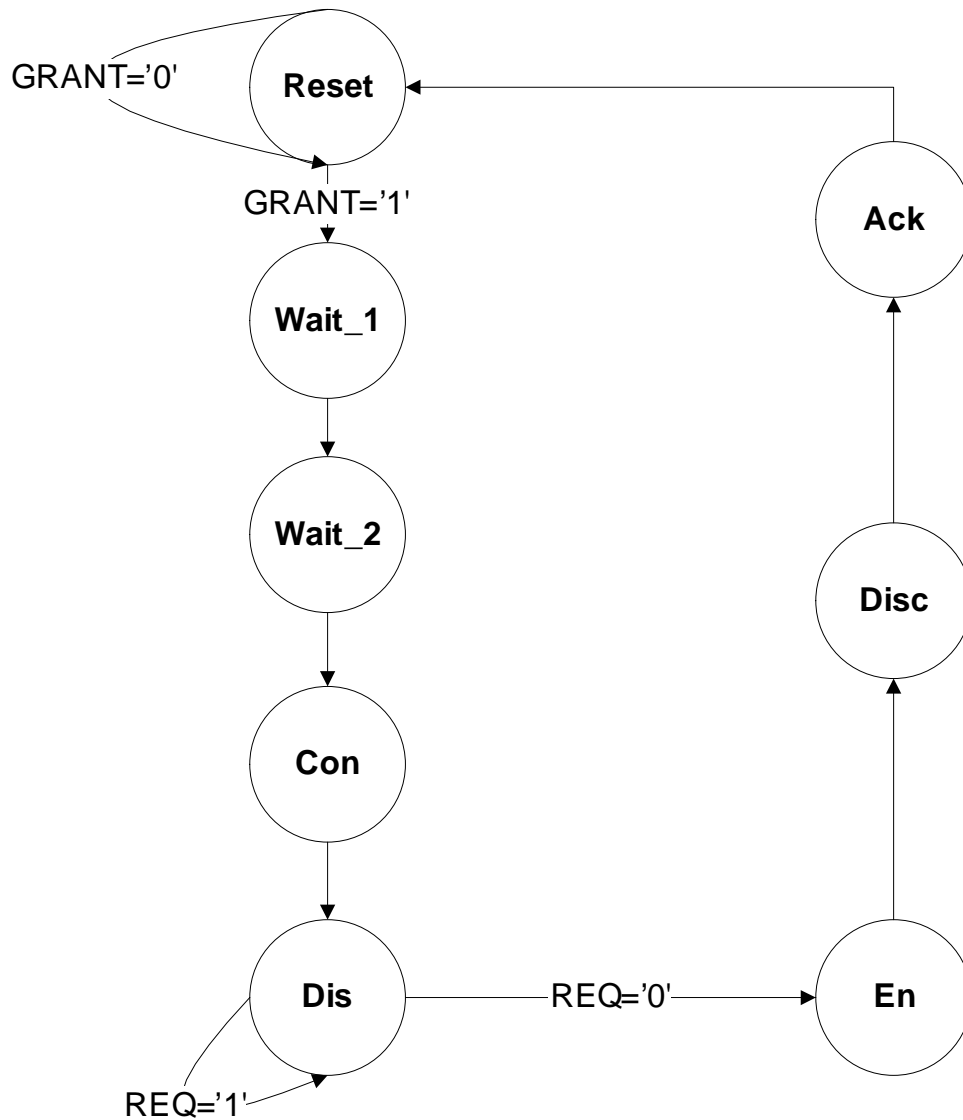 GRANT='0'
Reset
GRANT='1'
Ack
Wait_1
Wait_2
Disc
Con
Dis
REQ='0'
En
REQ='1'